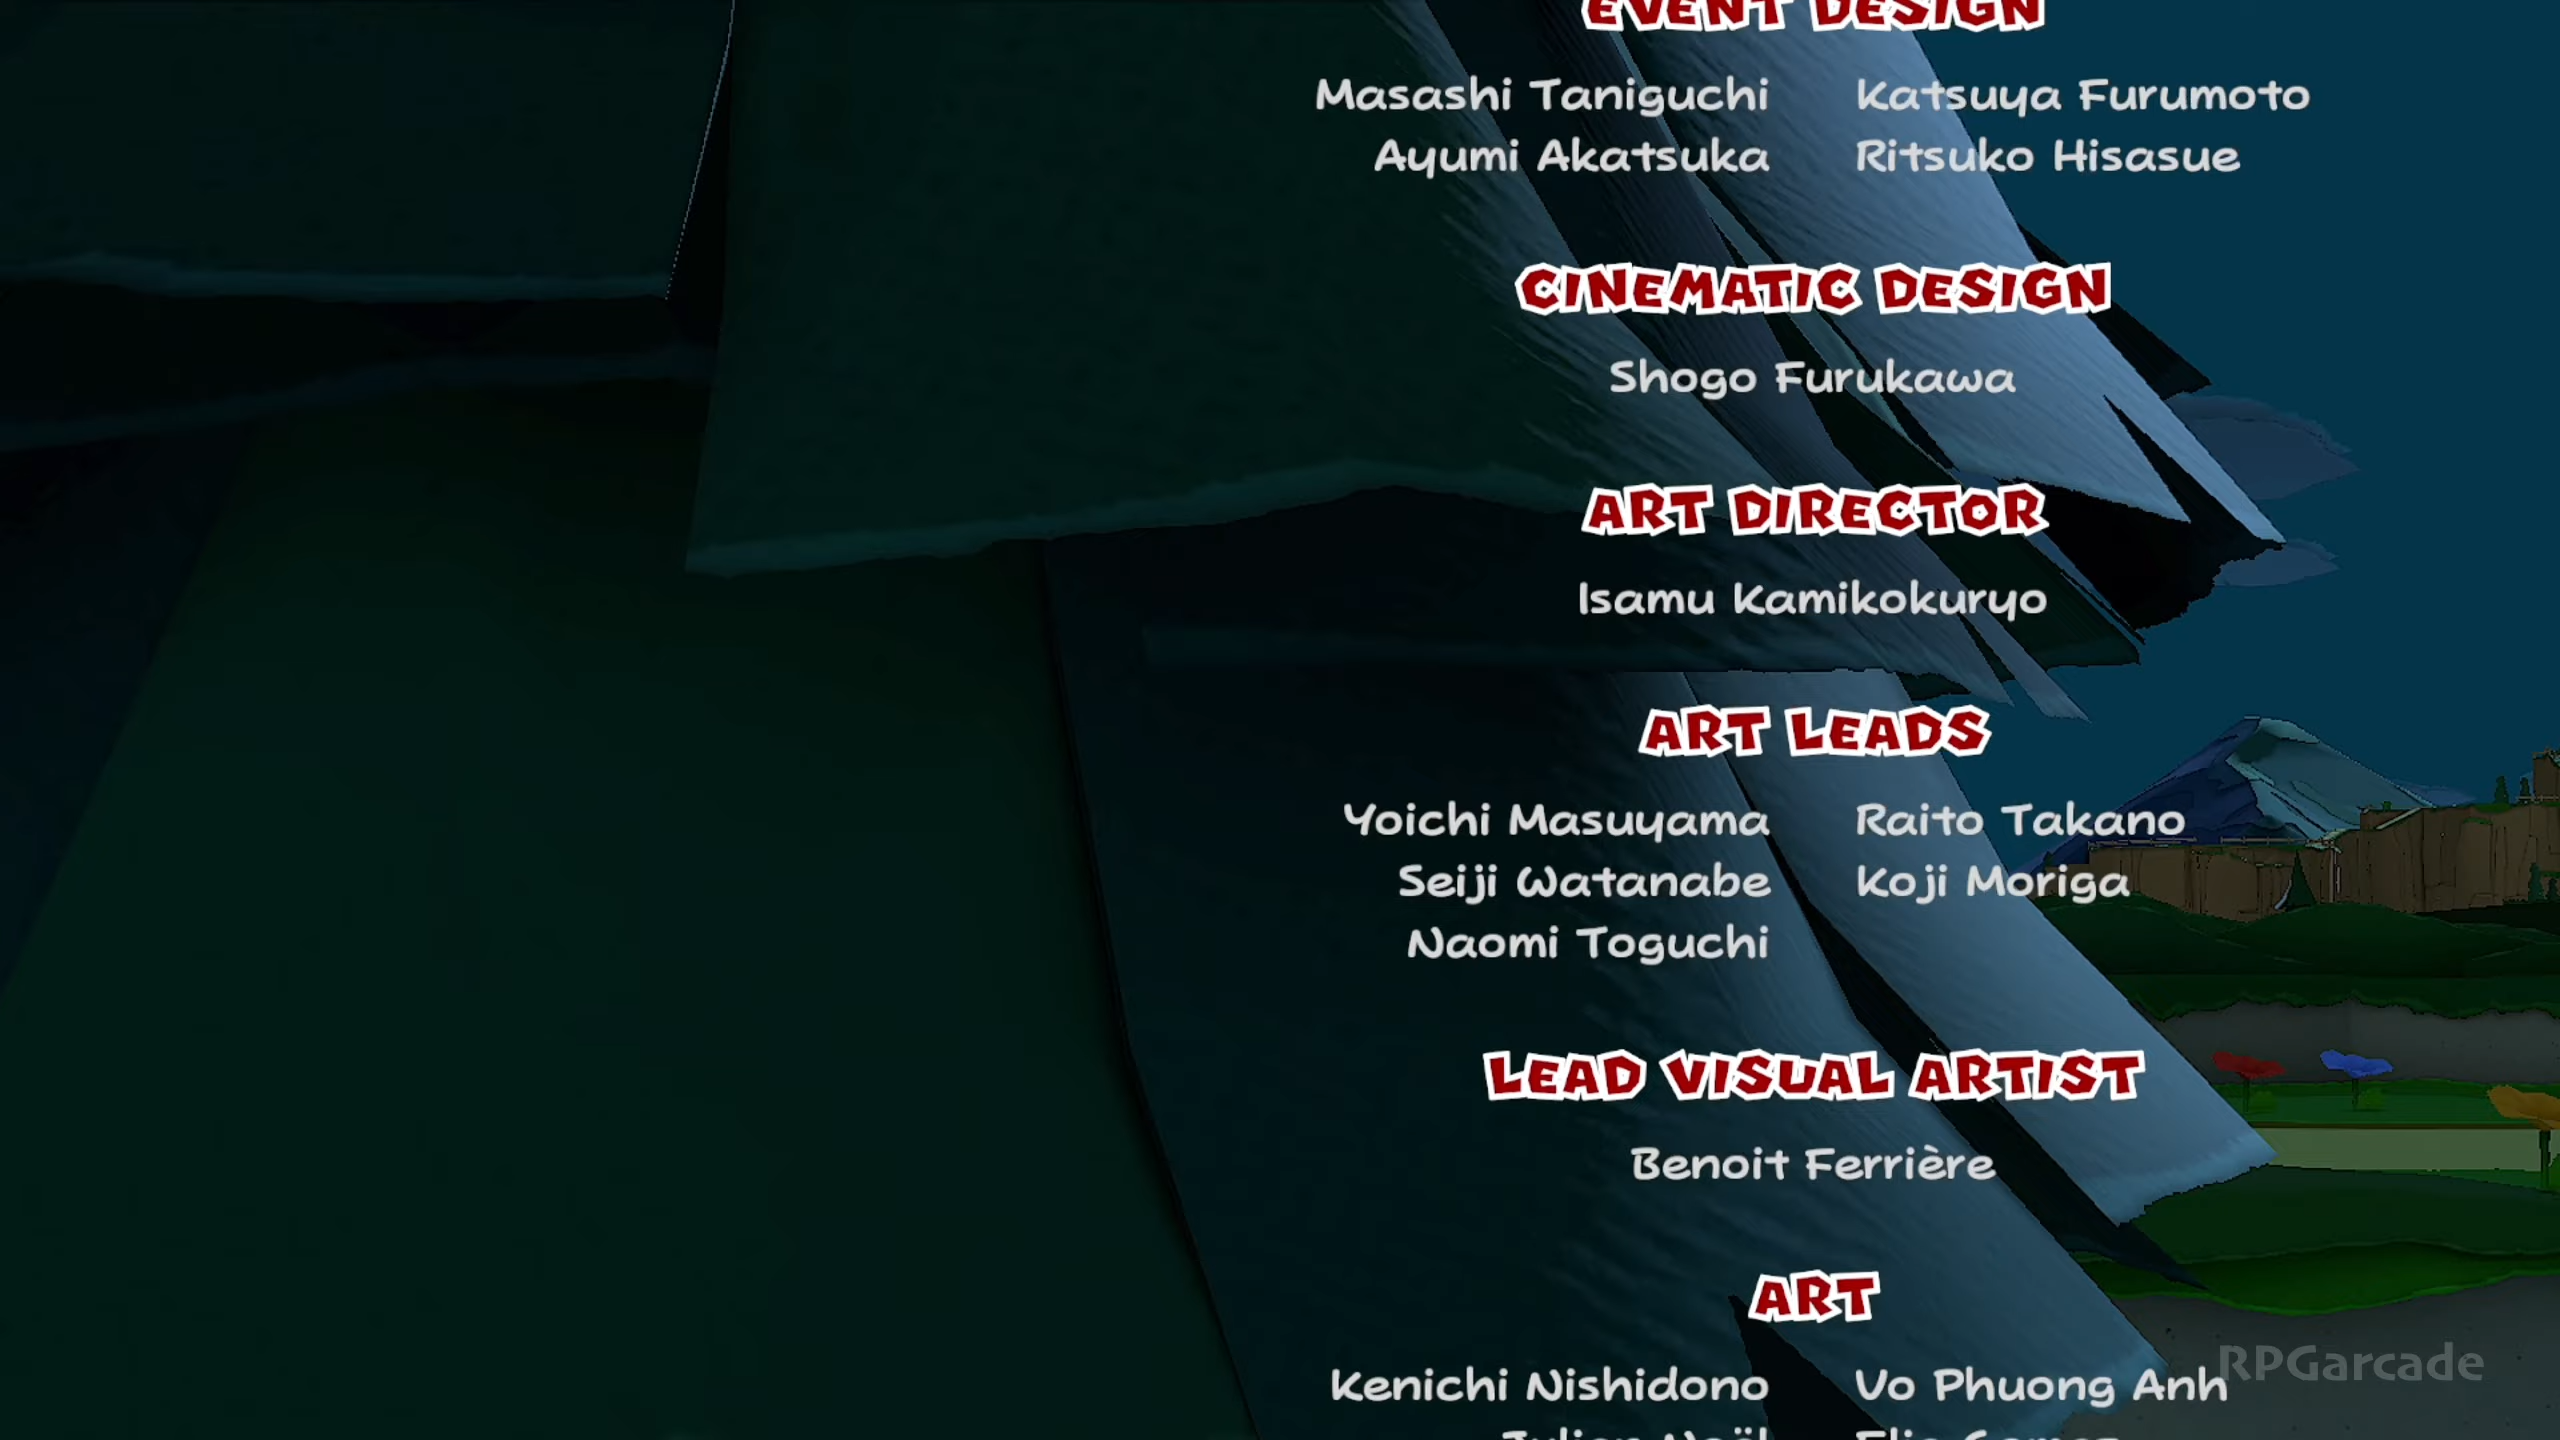 EVENT DESIGN
Masashi Taniguchi Katsuya Furumoto
Ayumi Akatsuka Ritsuko Hisasue
CINEMATIC DESIGN
Shogo Furukawa
ART DIRECTOR
Isamu Kamikokuryo
ART LEADS
Yoichi Masuyama Raito Takano
Seiji Watanabe Koji Moriga
Naomi Toguchi
LEAD VISUAL ARTIST
Benoit Ferrière
ART
Kenichi Nishidono Vo Phuong Anh
RPGarcade